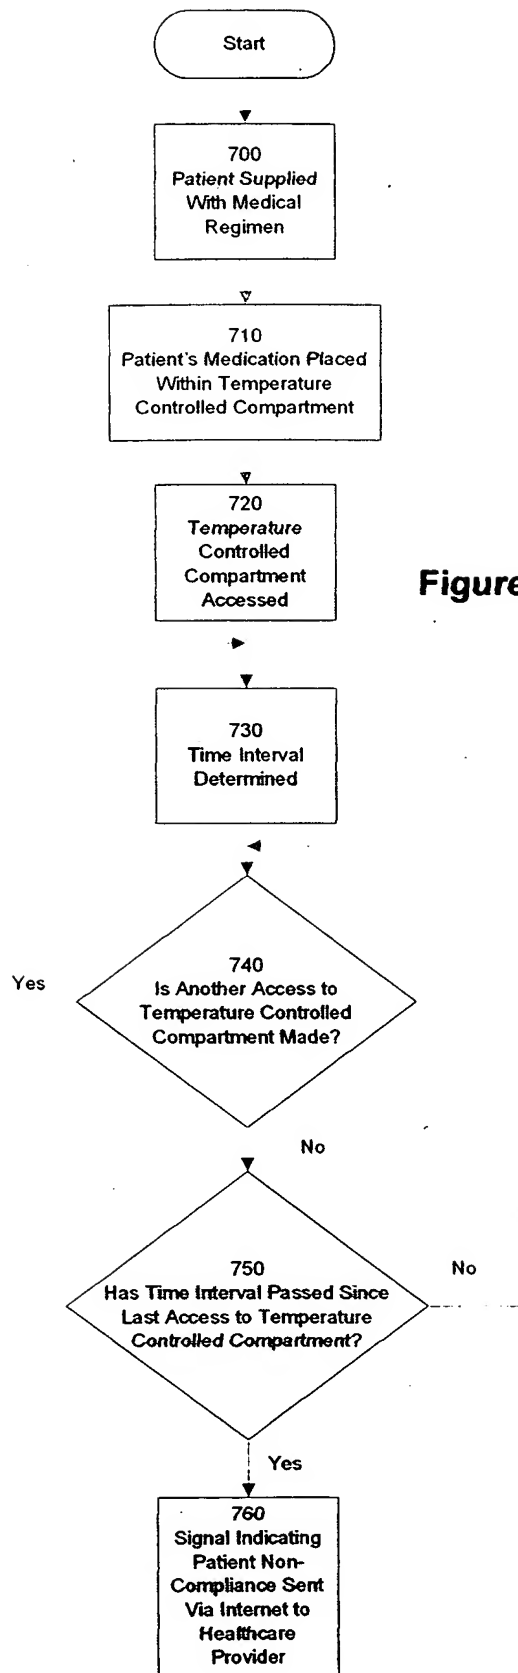 Start
700
Patient Supplied
With Medical
Regimen
710
Patient's Medication Placed
Within Temperature
Controlled Compartment
720
Temperature
Controlled
Compartment
Accessed
Figure
730
Time Interval
Determined
Yes
740
Is Another Access to
Temperature Controlled
Compartment Made?
No
750
Has Time Interval Passed Since
Last Access to Temperature
Controlled Compartment?
No
Yes
760
Signal Indicating
Patient Non-
Compliance Sent
Via Internet to
Healthcare
Provider